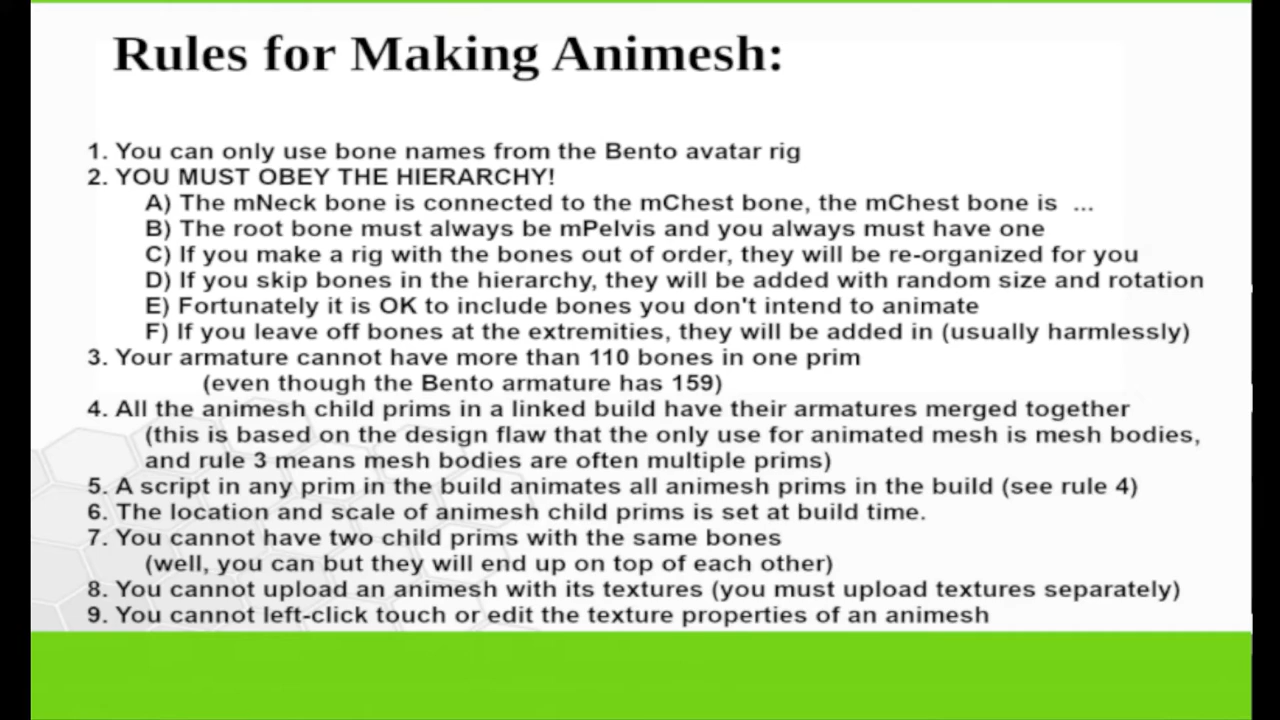 Rules for Making Animesh:
1. You can only use bone names from the Bento avatar rig
2. YOU MUST OBEY THE HIERARCHY!
A) The mNeck bone is connected to the mChest bone, the mChest bone is ...
B) The root bone must always be mPelvis and you always must have one
C) If you make a rig with the bones out of order, they will be re-organized for you
D) If you skip bones in the hierarchy, they will be added with random size and rotation
E) Fortunately it is OK to include bones you don't intend to animate
F) If you leave off bones at the extremities, they will be added in (usually harmlessly)
3. Your armature cannot have more than 110 bones in one prim
(even though the Bento armature has 159)
4. All the animesh child prims in a linked build have their armatures merged together
(this is based on the design flaw that the only use for animated mesh is mesh bodies,
and rule 3 means mesh bodies are often multiple prims)
5. A script in any prim in the build animates all animesh prims in the build (see rule 4)
6. The location and scale of animesh child prims is set at build time.
7. You cannot have two child prims with the same bones
(well, you can but they will end up on top of each other)
8. You cannot upload an animesh with its textures (you must upload textures separately)
9. You cannot left-click touch or edit the texture properties of an animesh